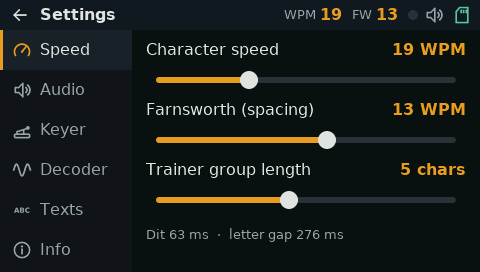 Settings WPM 19 FW 13
Speed
Audio
Keyer
Decoder
ABC Texts
Info
Character speed 19 WPM
Farnsworth (spacing) 13 WPM
Trainer group length 5 chars
Dit 63 ms · letter gap 276 ms